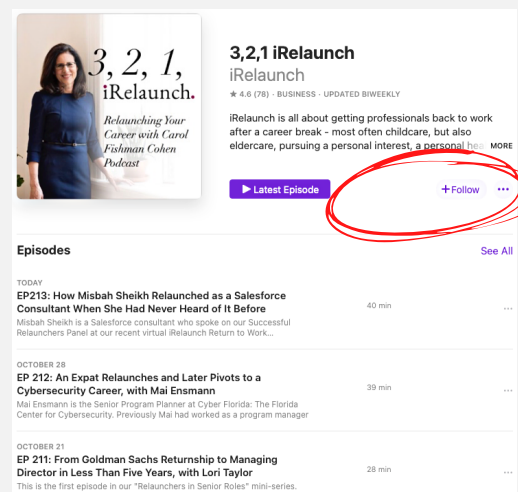 3, 2, 1,
iRelaunch.
Relaunching Your
Career with Carol
Fishman Cohen
Podcast
3,2,1 iRelaunch
iRelaunch
★ 4.6 (78) · BUSINESS · UPDATED BIWEEKLY
iRelaunch is all about getting professionals back to work
after a career break - most often childcare, but also
eldercare, pursuing a personal interest, a personal hea MORE
▶ Latest Episode
+Follow ...
Episodes
See All
TODAY
EP213: How Misbah Sheikh Relaunched as a Salesforce
Consultant When She Had Never Heard of It Before
40 min ...
Misbah Sheikh is a Salesforce consultant who spoke on our Successful
Relaunchers Panel at our recent virtual iRelaunch Return to Work...
OCTOBER 28
EP 212: An Expat Relaunches and Later Pivots to a
Cybersecurity Career, with Mai Ensmann
39 min ...
Mai Ensmann is the Senior Program Planner at Cyber Florida: The Florida
Center for Cybersecurity. Previously Mai had worked as a program manager
OCTOBER 21
EP 211: From Goldman Sachs Returnship to Managing
Director in Less Than Five Years, with Lori Taylor
28 min ...
This is the first episode in our "Relaunchers in Senior Roles" mini-series.